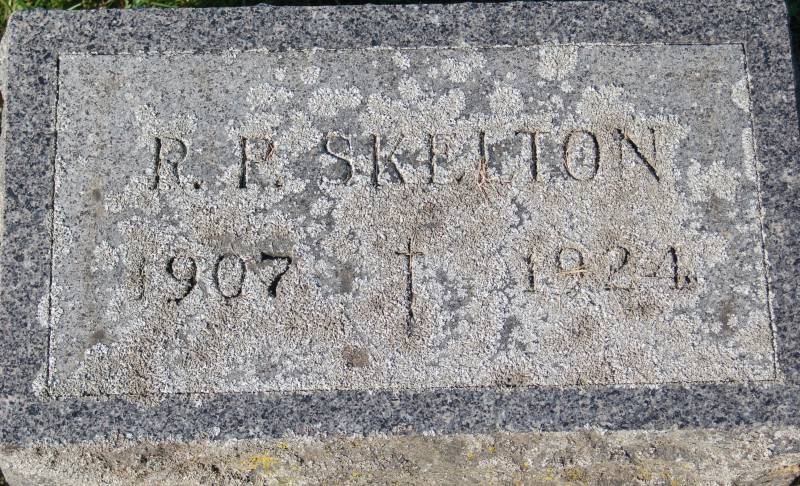 R. P. SKELTON
1907 † 1924